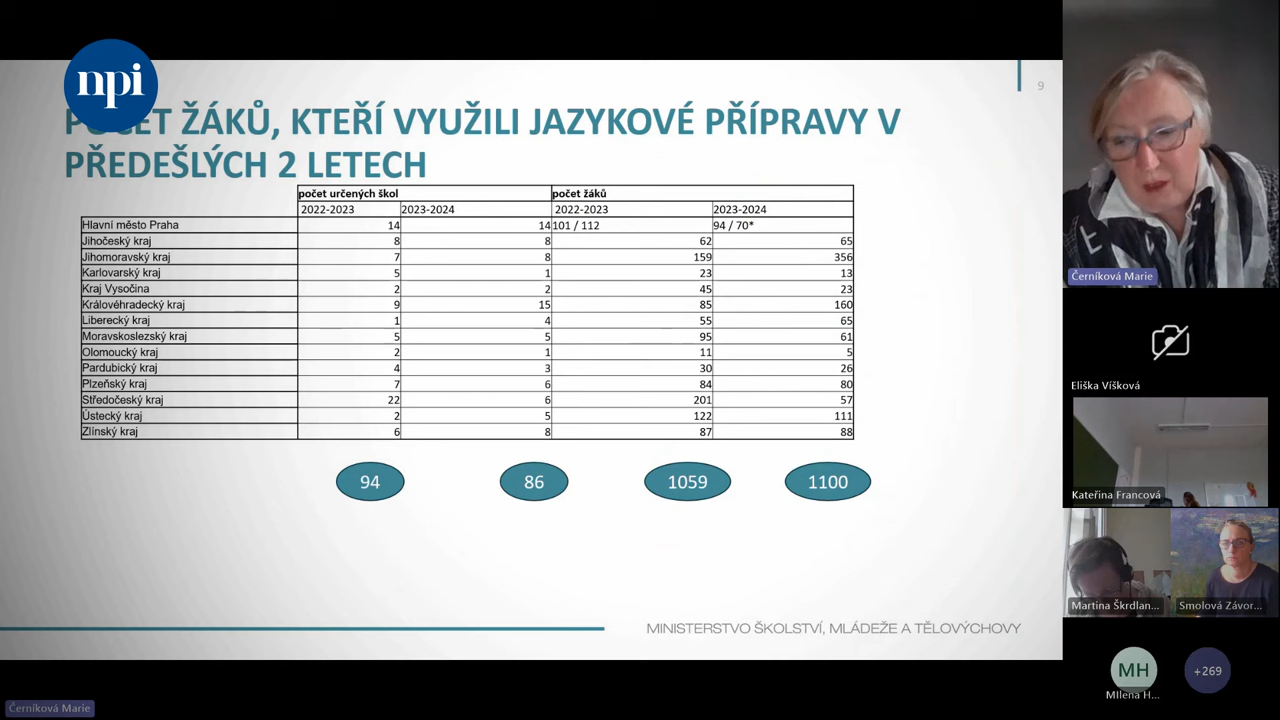 npi
9
POČET ŽÁKŮ, KTEŘÍ VYUŽILI JAZYKOVÉ PŘÍPRAVY V
PŘEDEŠLÝCH 2 LETECH
počet určených škol počet žáků
2022-2023 2023-2024 2022-2023 2023-2024
Hlavní město Praha 14 14 101 / 112 94 / 70*
Jihočeský kraj 8 8 62 65
Jihomoravský kraj 7 8 159 356
Karlovarský kraj 5 1 23 13
Kraj Vysočina 2 2 45 23
Královéhradecký kraj 9 15 85 160
Liberecký kraj 1 4 55 65
Moravskoslezský kraj 5 5 95 61
Olomoucký kraj 2 1 11 5
Pardubický kraj 4 3 30 26
Plzeňský kraj 7 6 84 80
Středočeský kraj 22 6 201 57
Ústecký kraj 2 5 122 111
Zlínský kraj 6 8 87 88
94 86 1059 1100
MINISTERSTVO ŠKOLSTVÍ, MLÁDEŽE A TĚLOVÝCHOVY
Černíková Marie
Eliška Víšková
Kateřina Francová
Martina Škrdlan... Smolová Závor...
MH +269
MIlena H...
Černíková Marie